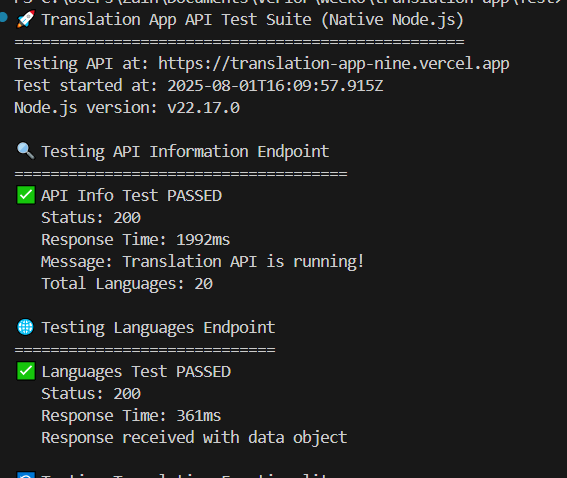 🚀 Translation App API Test Suite (Native Node.js)
==================================================
Testing API at: https://translation-app-nine.vercel.app
Test started at: 2025-08-01T16:09:57.915Z
Node.js version: v22.17.0
🔍 Testing API Information Endpoint
=====================================
✅ API Info Test PASSED
Status: 200
Response Time: 1992ms
Message: Translation API is running!
Total Languages: 20
🌐 Testing Languages Endpoint
=============================
✅ Languages Test PASSED
Status: 200
Response Time: 361ms
Response received with data object